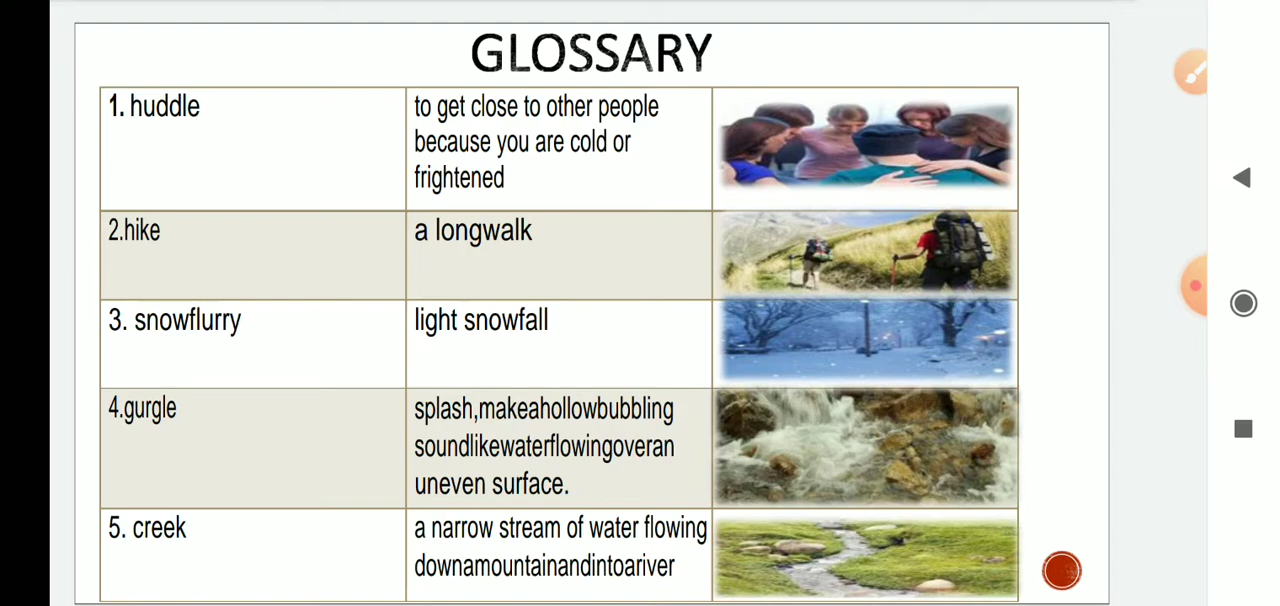 GLOSSARY
1. huddle
to get close to other people
because you are cold or
frightened
2.hike
a longwalk
3. snowflurry
light snowfall
4.gurgle
splash,makeahollowbubbling
soundlikewaterflowingoveran
uneven surface.
5. creek
a narrow stream of water flowing
downamountainandintoariver